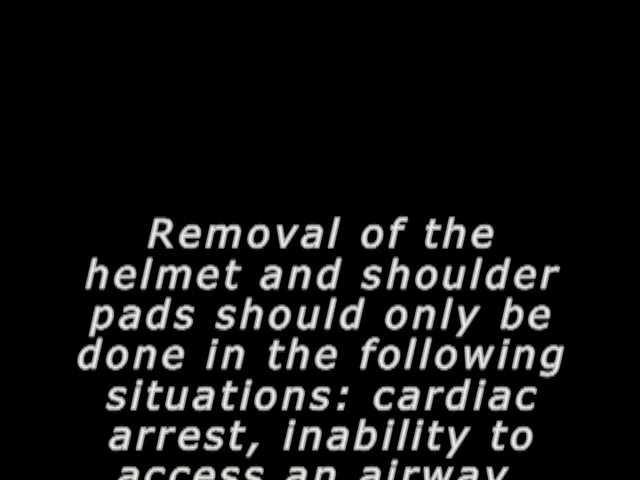 Removal of the
helmet and shoulder
pads should only be
done in the following
situations: cardiac
arrest, inability to
access an airway,